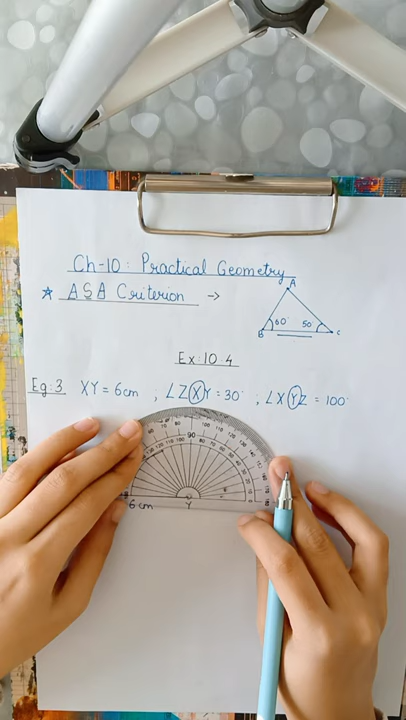 Ch-10: Practical Geometry
☆ ASA Criterion →
A
60° 50°
B C
Ex: 10.4
Eg:3 XY = 6cm , ∠ZXY = 30° , ∠XYZ = 100°
90
6 cm Y